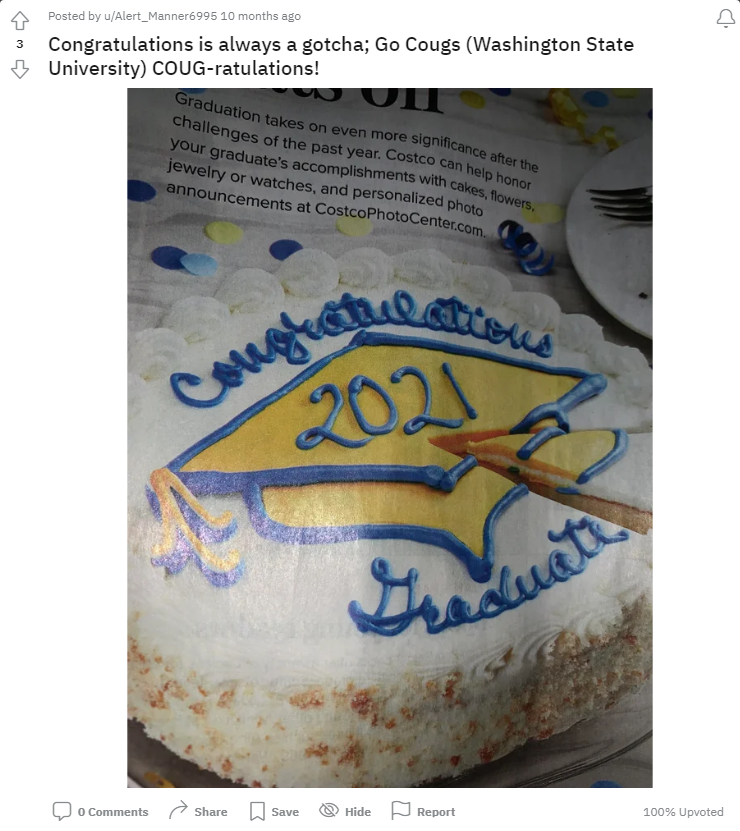 Posted by u/Alert_Manner6995 10 months ago
3
Congratulations is always a gotcha; Go Cougs (Washington State
University) COUG-ratulations!
off
Graduation takes on even more significance after the
challenges of the past year. Costco can help honor
your graduate's accomplishments with cakes, flowers,
jewelry or watches, and personalized photo
announcements at CostcoPhotoCenter.com.
Cougratulations
2021
Graduate
0 Comments
Share
Save
Hide
Report
100% Upvoted